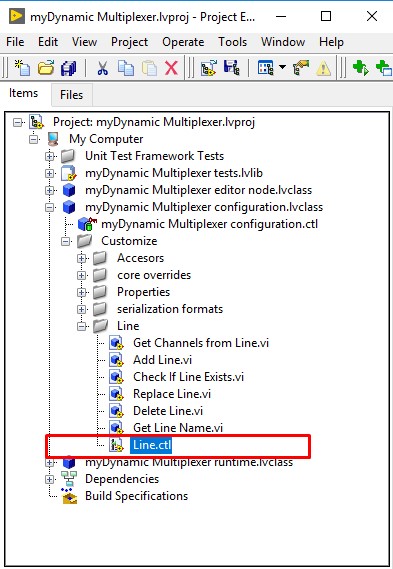 myDynamic Multiplexer.lvproj - Project E...
File Edit View Project Operate Tools Window
Items Files
Project: myDynamic Multiplexer.lvproj
My Computer
Unit Test Framework Tests
myDynamic Multiplexer tests.lvlib
myDynamic Multiplexer editor node.lvclass
myDynamic Multiplexer configuration.lvclass
myDynamic Multiplexer configuration.ctl
Customize
Accesors
core overrides
Properties
serialization formats
Line
Get Channels from Line.vi
Add Line.vi
Check If Line Exists.vi
Replace Line.vi
Delete Line.vi
Get Line Name.vi
Line.ctl
myDynamic Multiplexer runtime.lvclass
Dependencies
Build Specifications